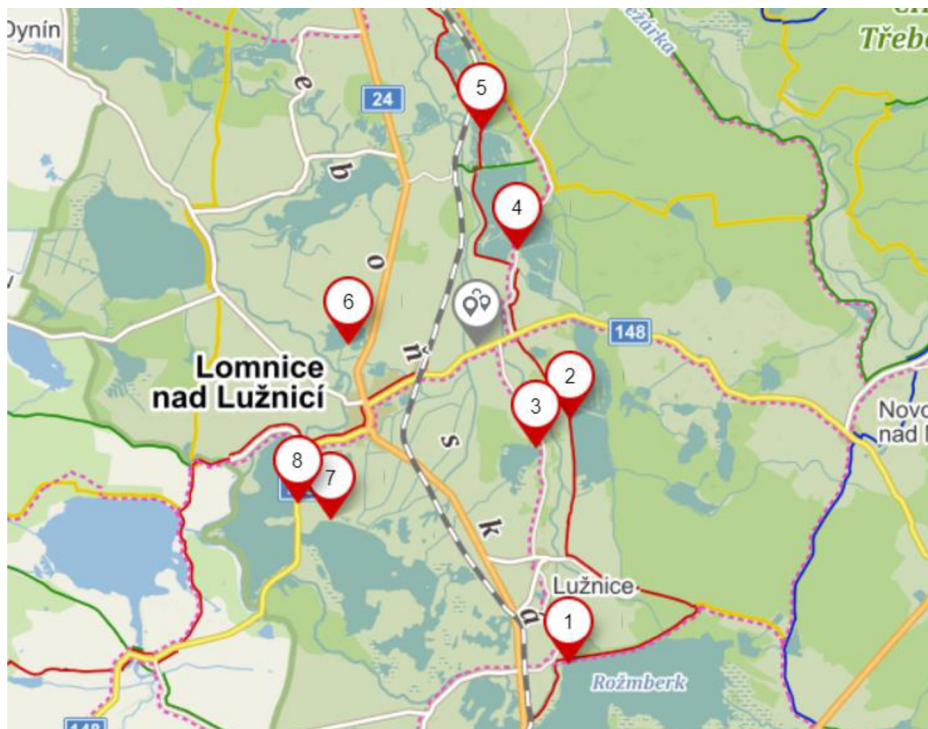 Dynín
Třebo
24
5
e
b
4
o
6
148
ň
Lomnice
nad Lužnicí
2
3
s
Novo
nad
8
7
k
Lužnice
á
1
Rožmberk
148